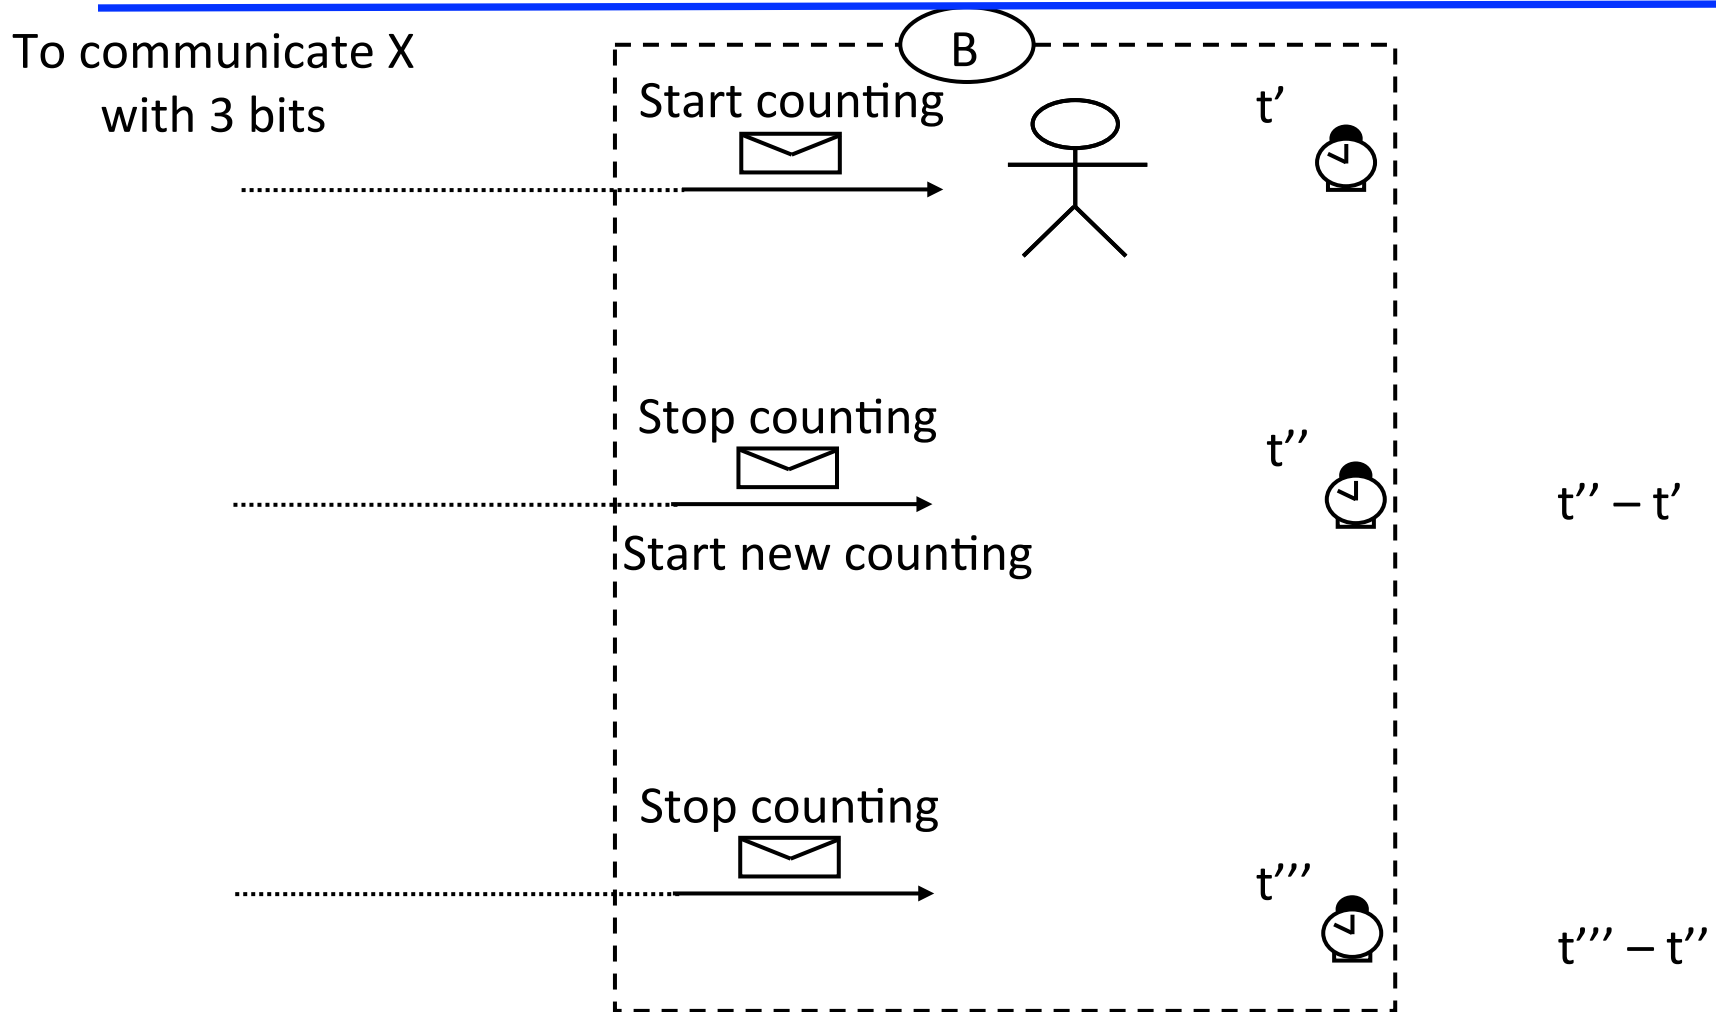 To communicate X
with 3 bits
B
Start counting
t’
Stop counting
t’’
t’’ – t’
Start new counting
Stop counting
t’’’
t’’’ – t’’